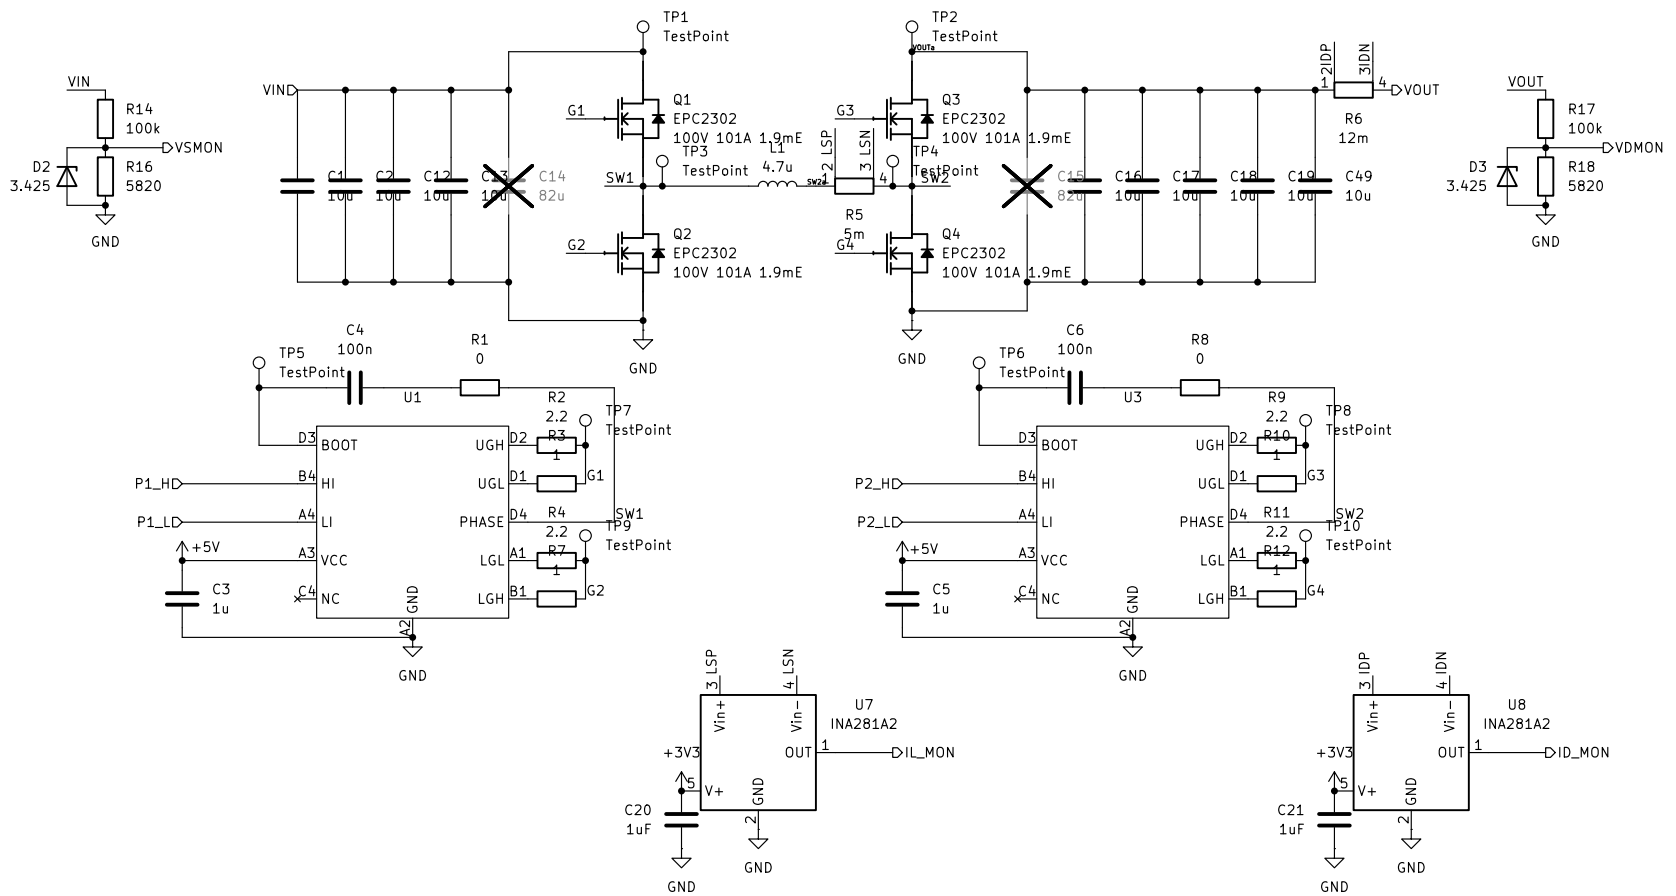 TP1
TestPoint
TP2
TestPoint
VOUTa
2 IDP
3 IDN
VIN
R14
100k
VSMON
D2
3.425
R16
5820
GND
VIN
C1
10u
C2
10u
C12
10u
C13
10u
C14
82u
G1
Q1
EPC2302
100V 101A 1.9mE
TP3
TestPoint
SW1
L1
4.7u
SW2a
G2
Q2
EPC2302
100V 101A 1.9mE
GND
G3
Q3
EPC2302
100V 101A 1.9mE
2 LSP
3 LSN
1
4
R5
5m
TP4
TestPoint
SW2
G4
Q4
EPC2302
100V 101A 1.9mE
GND
C15
82u
C16
10u
C17
10u
C18
10u
C19
10u
C49
10u
1
4
VOUT
R6
12m
VOUT
R17
100k
VDMON
D3
3.425
R18
5820
GND
TP5
TestPoint
C4
100n
R1
0
U1
D3
BOOT
B4
HI
A4
LI
A3
VCC
C4
NC
UGH
D2
UGL
D1
PHASE
D4
LGL
A1
LGH
B1
GND
A2
P1_H
P1_L
+5V
C3
1u
GND
R2
2.2
R3
1
TP7
TestPoint
G1
SW1
R4
2.2
R7
1
TP9
TestPoint
G2
TP6
TestPoint
C6
100n
R8
0
U3
D3
BOOT
B4
HI
A4
LI
A3
VCC
C4
NC
UGH
D2
UGL
D1
PHASE
D4
LGL
A1
LGH
B1
GND
A2
P2_H
P2_L
+5V
C5
1u
GND
R9
2.2
R10
1
TP8
TestPoint
G3
SW2
R11
2.2
R12
1
TP10
TestPoint
G4
3 LSP
4 LSN
Vin+
Vin-
U7
INA281A2
OUT
1
IL_MON
+3V3
5
V+
GND
2
C20
1uF
GND
GND
3 IDP
4 IDN
Vin+
Vin-
U8
INA281A2
OUT
1
ID_MON
+3V3
5
V+
GND
2
C21
1uF
GND
GND